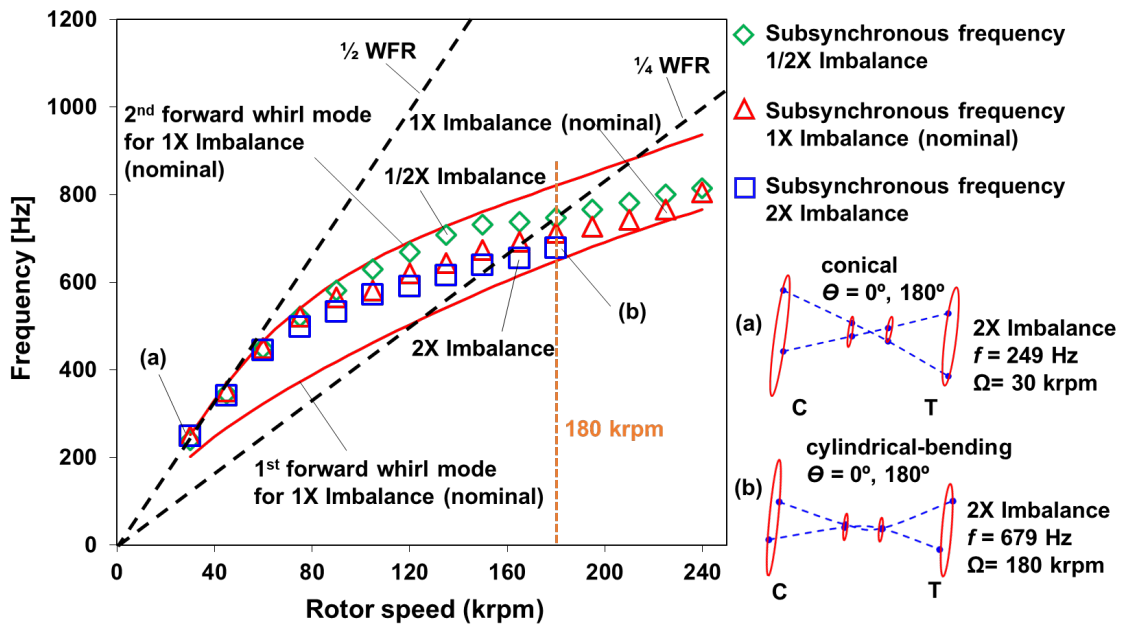 1200
1000
800
600
400
200
0
Frequency [Hz]
0
40
80
120
160
200
240
Rotor speed (krpm)
½ WFR
¼ WFR
2nd forward whirl mode
for 1X Imbalance
(nominal)
1X Imbalance (nominal)
1/2X Imbalance
(a)
(b)
2X Imbalance
180 krpm
1st forward whirl mode
for 1X Imbalance (nominal)
Subsynchronous frequency
1/2X Imbalance
Subsynchronous frequency
1X Imbalance (nominal)
Subsynchronous frequency
2X Imbalance
conical
Θ = 0º, 180º
(a)
2X Imbalance
f = 249 Hz
Ω= 30 krpm
C
T
cylindrical-bending
Θ = 0º, 180º
(b)
2X Imbalance
f = 679 Hz
Ω= 180 krpm
C
T